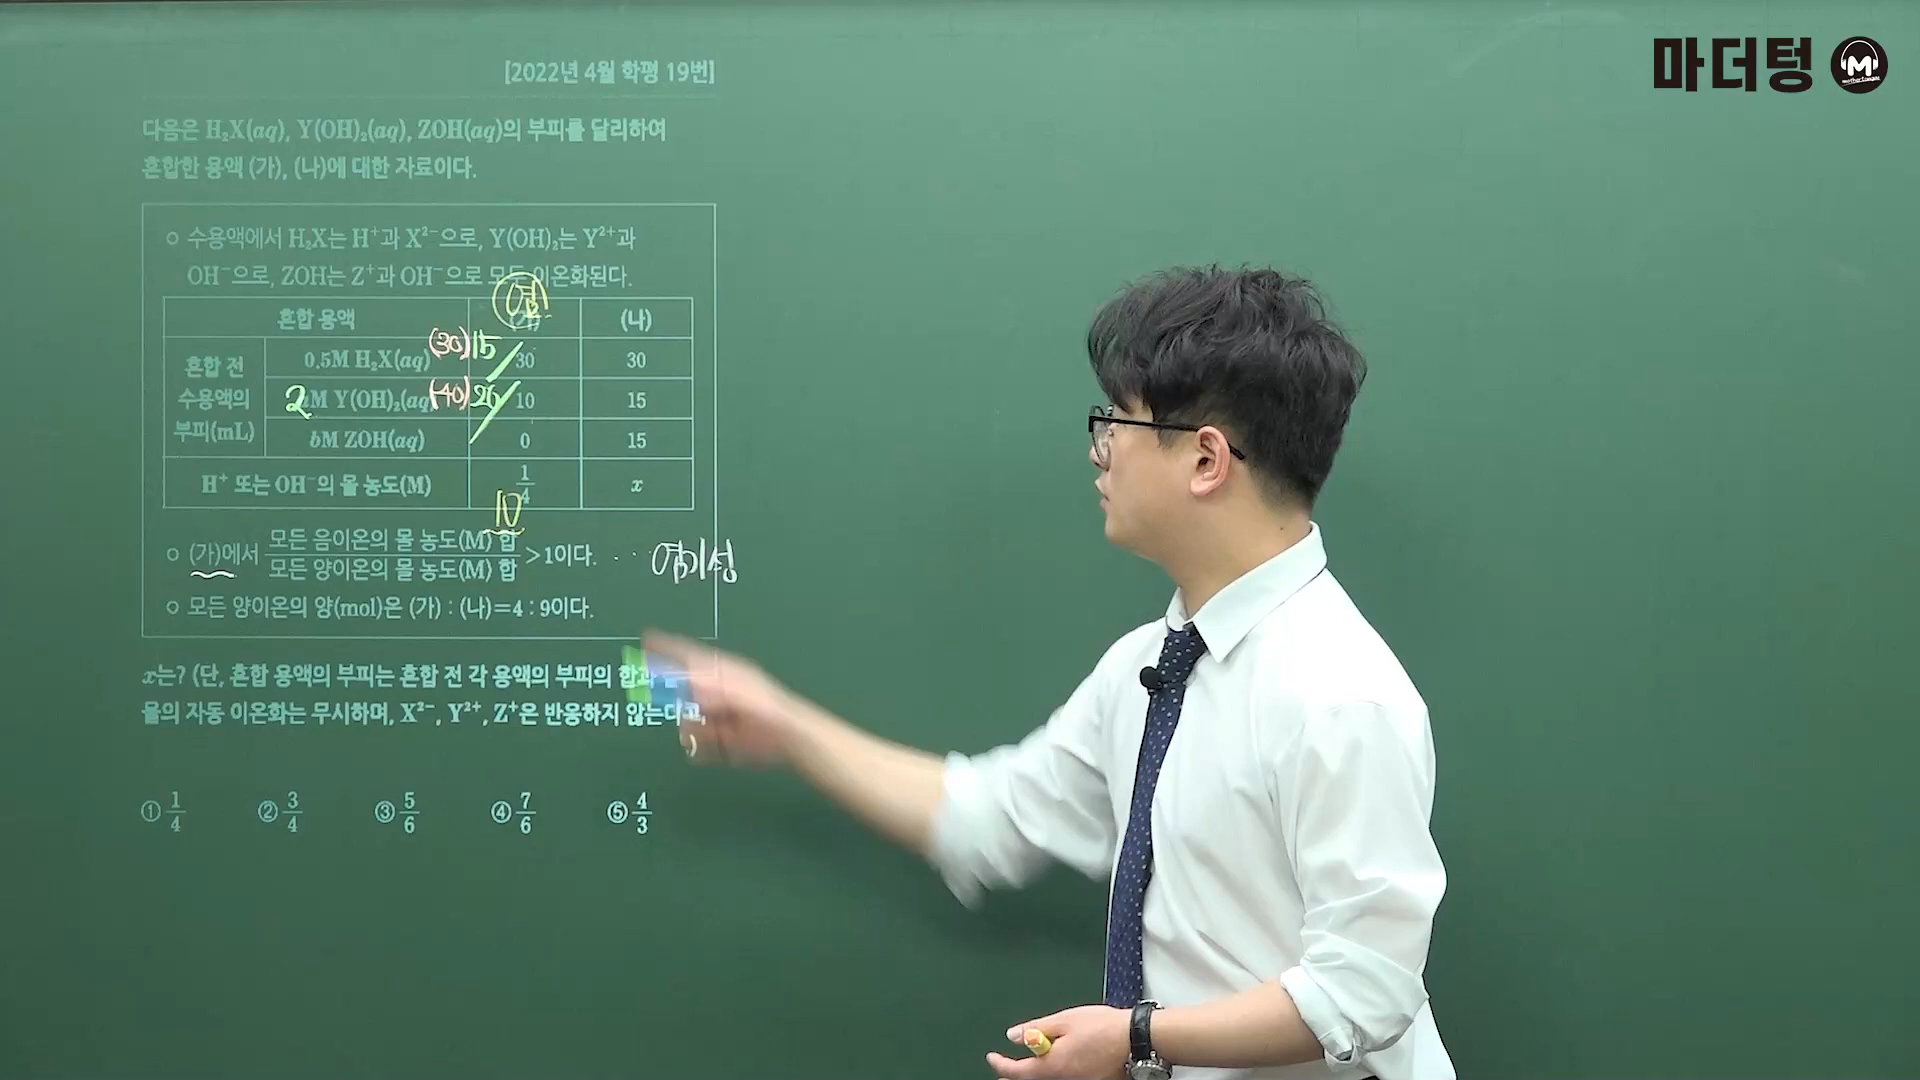 마더텅
M
[2022년 4월 학평 19번]
다음은 H₂X(aq), Y(OH)₂(aq), ZOH(aq)의 부피를 달리하여
혼합한 용액 (가), (나)에 대한 자료이다.
○ 수용액에서 H₂X는 H⁺과 X²⁻으로, Y(OH)₂는 Y²⁺과
OH⁻으로, ZOH는 Z⁺과 OH⁻으로 모두 이온화된다.
염
혼합 용액 (가) (나)
혼합 전 수용액의 부피(mL)
0.5M H₂X(aq) (30) 15 30 30
2M Y(OH)₂(aq) (40) 20 10 15
bM ZOH(aq) 0 15
H⁺ 또는 OH⁻의 몰 농도(M) 1/4 x
10
○ (가)에서 모든 음이온의 몰 농도(M) 합 / 모든 양이온의 몰 농도(M) 합 >1이다. ... 염기성
○ 모든 양이온의 양(mol)은 (가) : (나)=4 : 9이다.
x는? (단, 혼합 용액의 부피는 혼합 전 각 용액의 부피의 합과
물의 자동 이온화는 무시하며, X²⁻, Y²⁺, Z⁺은 반응하지 않는다고,
① 1/4 ② 3/4 ③ 5/6 ④ 7/6 ⑤ 4/3